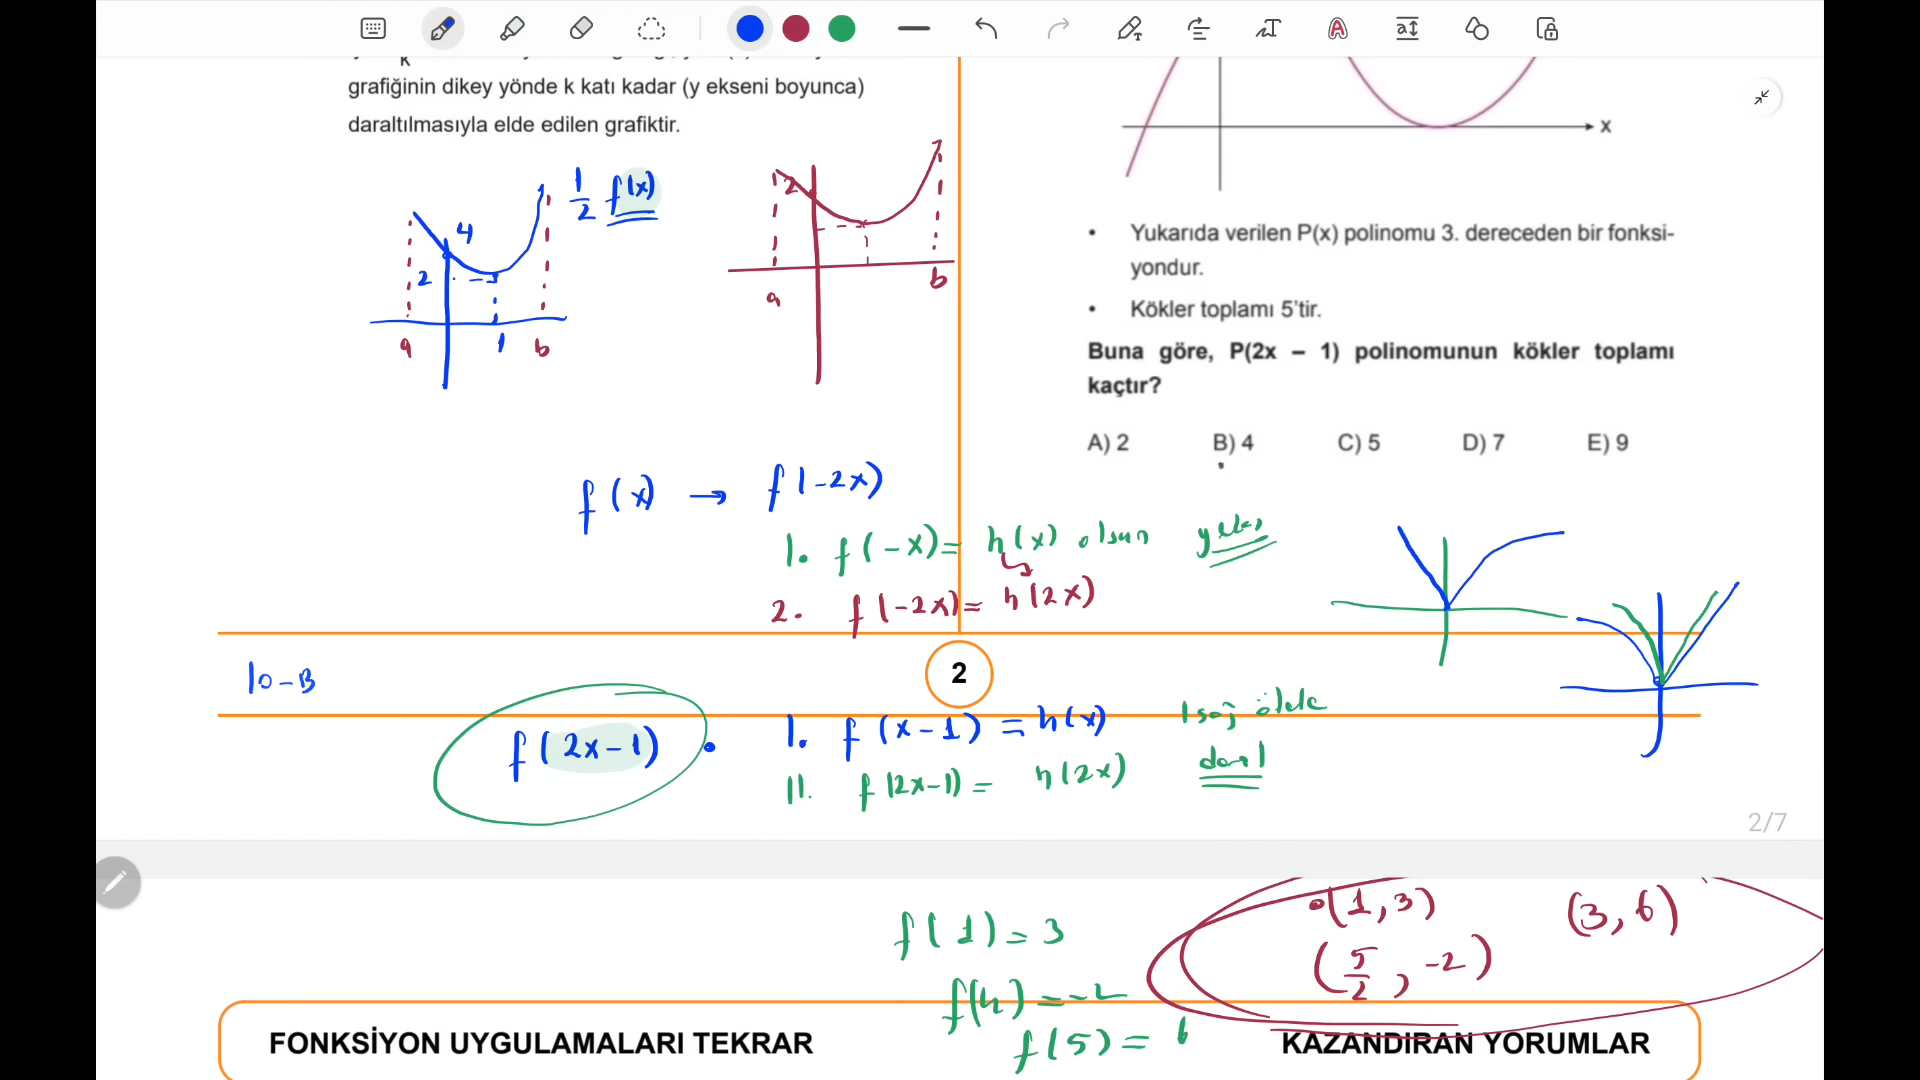 K
grafiğinin dikey yönde k katı kadar (y ekseni boyunca)
daraltılmasıyla elde edilen grafiktir.
1/2 f(x)
4
2
1
a
b
2
a
b
f(x) → f(-2x)
1. f(-x) = h(x) olsun
2. f(-2x) = h(2x)
x
• Yukarıda verilen P(x) polinomu 3. dereceden bir fonksi-
yondur.
• Kökler toplamı 5'tir.
Buna göre, P(2x – 1) polinomunun kökler toplamı
kaçtır?
A) 2 B) 4 C) 5 D) 7 E) 9
10-B
2
f(2x-1)
I. f(x-1) = h(x) 1 sağ ötele
II. f(2x-1) = h(2x) daral
2/7
f(1) = 3
f(4) = -2
f(5) = 6
(1, 3) (3, 6)
(5/2, -2)
FONKSİYON UYGULAMALARI TEKRAR
KAZANDIRAN YORUMLAR